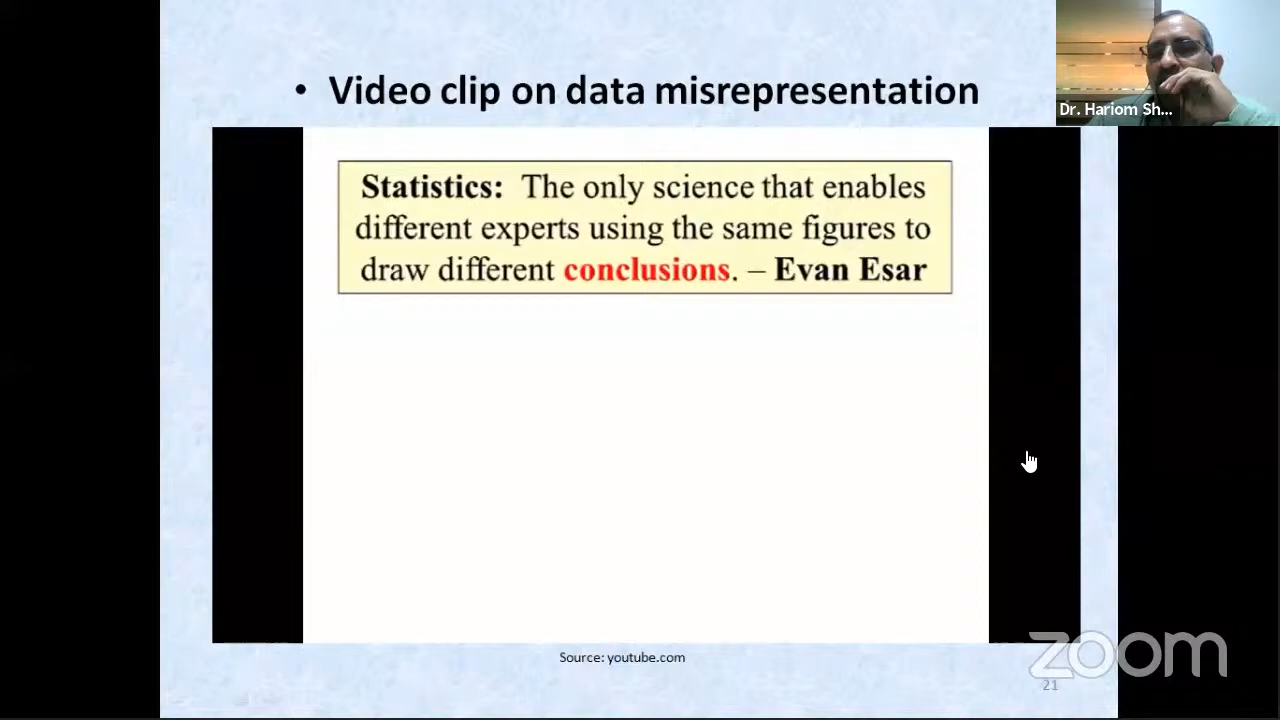 • Video clip on data misrepresentation
Dr. Hariom Sh...
Statistics: The only science that enables
different experts using the same figures to
draw different conclusions. – Evan Esar
Source: youtube.com
zoom
21